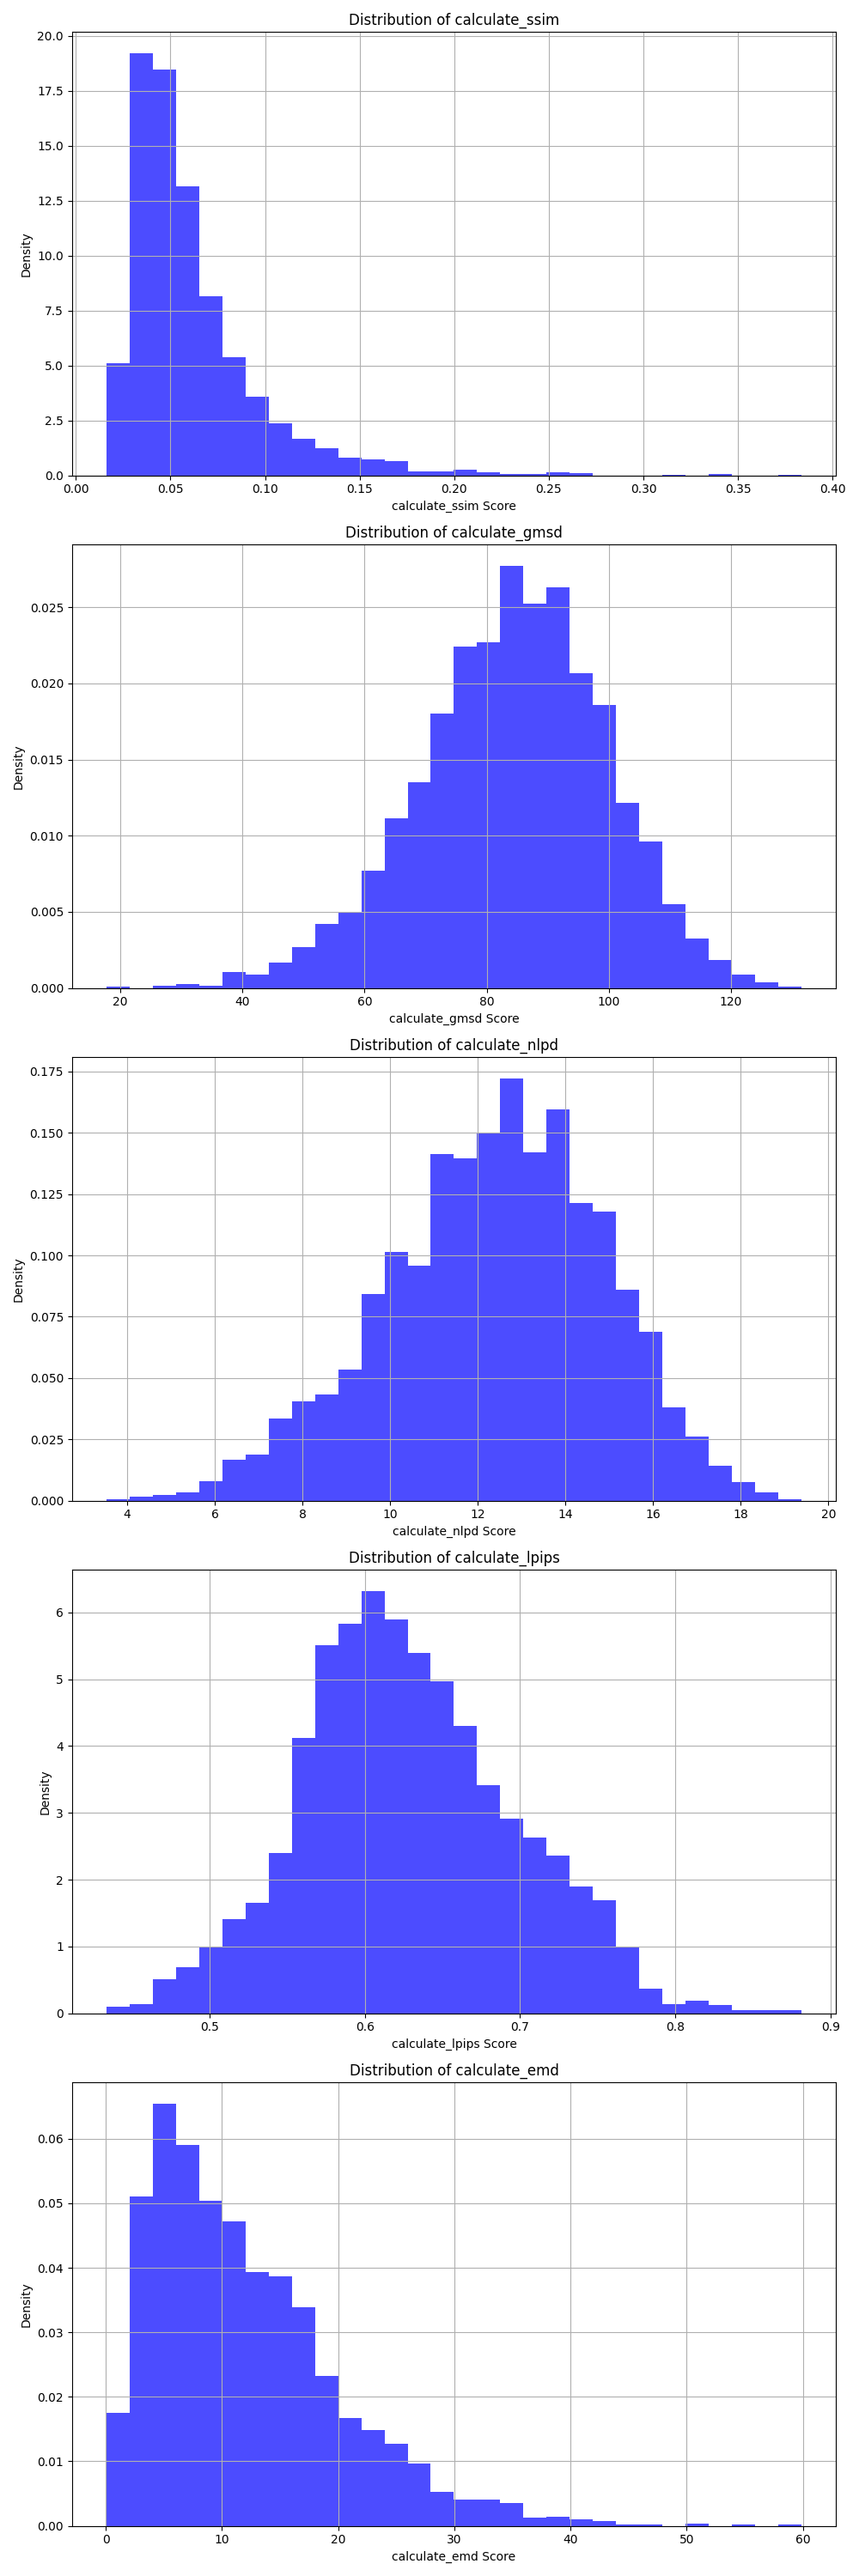 Distribution of calculate_ssim
20.0
17.5
15.0
12.5
10.0
7.5
5.0
2.5
0.0
Density
0.00 0.05 0.10 0.15 0.20 0.25 0.30 0.35 0.40
calculate_ssim Score
Distribution of calculate_gmsd
0.025
0.020
0.015
0.010
0.005
0.000
Density
20 40 60 80 100 120
calculate_gmsd Score
Distribution of calculate_nlpd
0.175
0.150
0.125
0.100
0.075
0.050
0.025
0.000
Density
4 6 8 10 12 14 16 18 20
calculate_nlpd Score
Distribution of calculate_lpips
6
5
4
3
2
1
0
Density
0.5 0.6 0.7 0.8 0.9
calculate_lpips Score
Distribution of calculate_emd
0.06
0.05
0.04
0.03
0.02
0.01
0.00
Density
0 10 20 30 40 50 60
calculate_emd Score